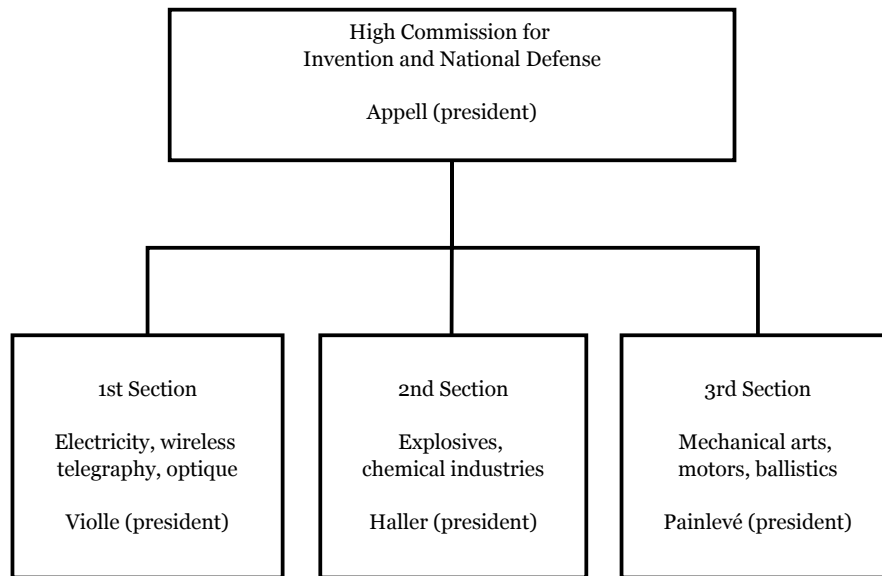 High Commission for
Invention and National Defense
Appell (president)
1st Section
Electricity, wireless
telegraphy, optique
Violle (president)
2nd Section
Explosives,
chemical industries
Haller (president)
3rd Section
Mechanical arts,
motors, ballistics
Painlevé (president)